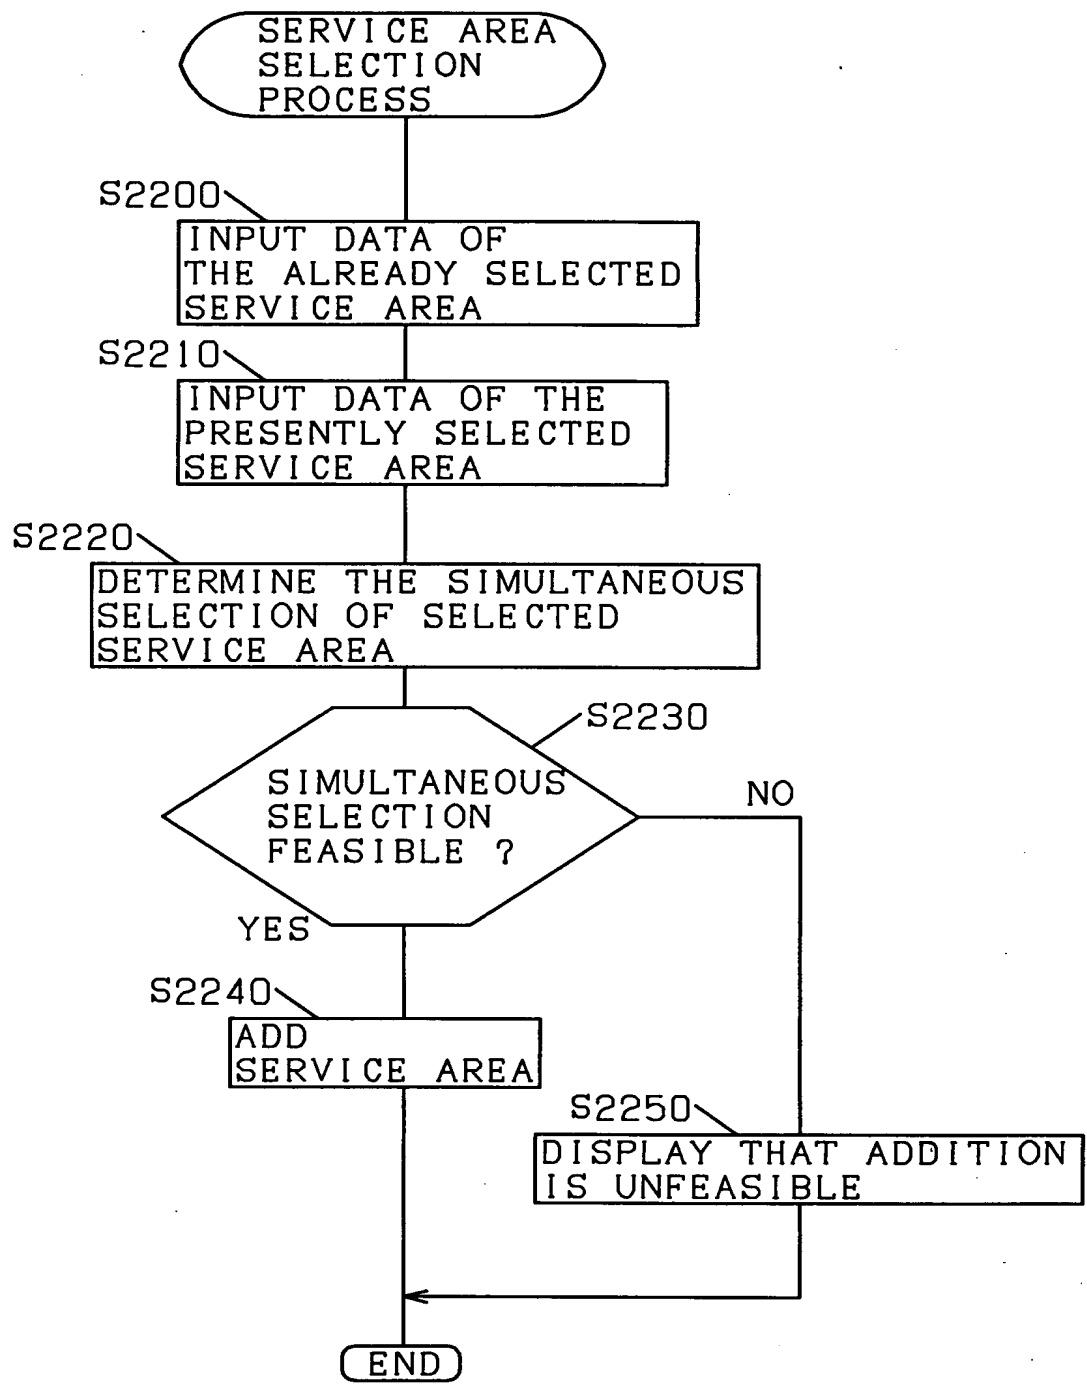 SERVICE AREA
SELECTION
PROCESS
S2200
INPUT DATA OF
THE ALREADY SELECTED
SERVICE AREA
S2210
INPUT DATA OF THE
PRESENTLY SELECTED
SERVICE AREA
S2220
DETERMINE THE SIMULTANEOUS
SELECTION OF SELECTED
SERVICE AREA
S2230
SIMULTANEOUS
SELECTION
FEASIBLE ?
NO
YES
S2240
ADD
SERVICE AREA
S2250
DISPLAY THAT ADDITION
IS UNFEASIBLE
END